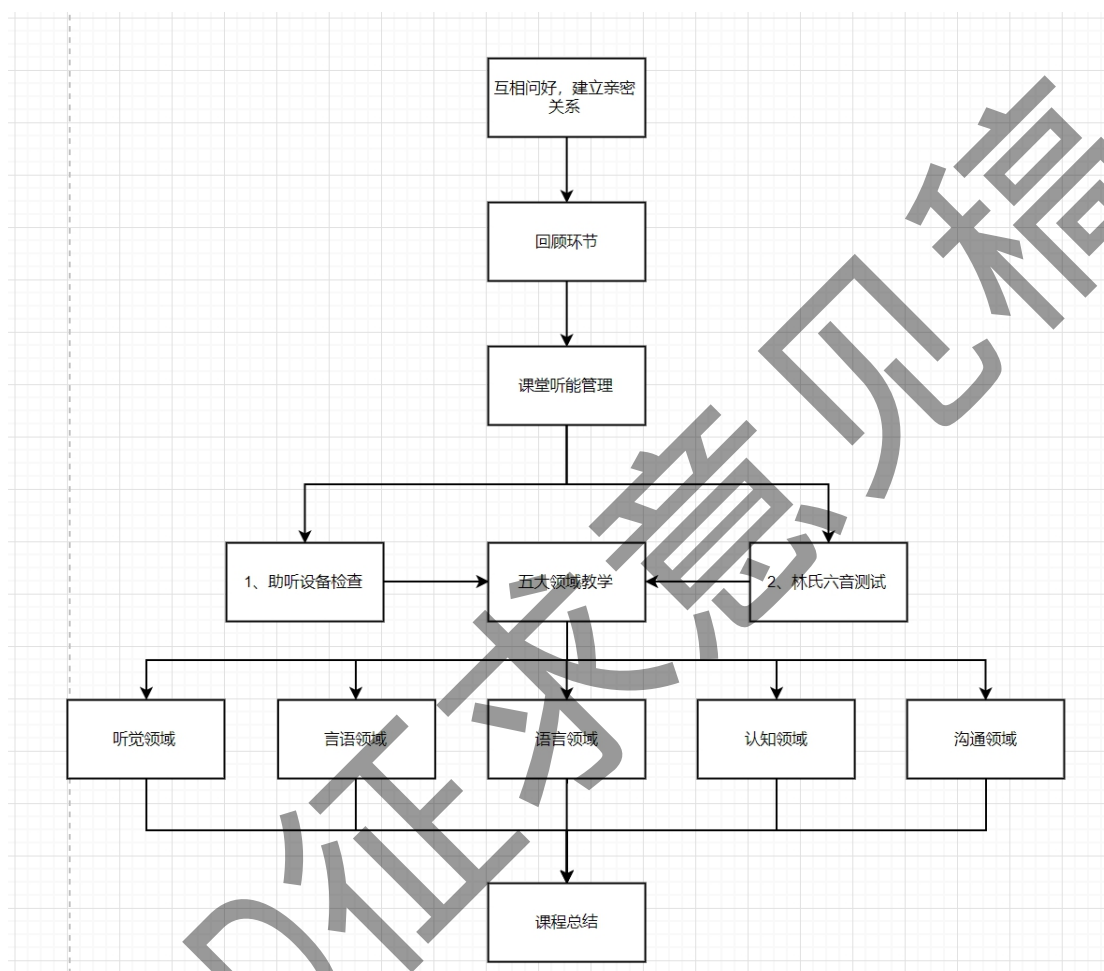 互相问好，建立亲密
关系
回顾环节
课堂听能管理
1、助听设备检查
五大领域教学
2、林氏六音测试
听觉领域
言语领域
语言领域
认知领域
沟通领域
课程总结
征求意见稿